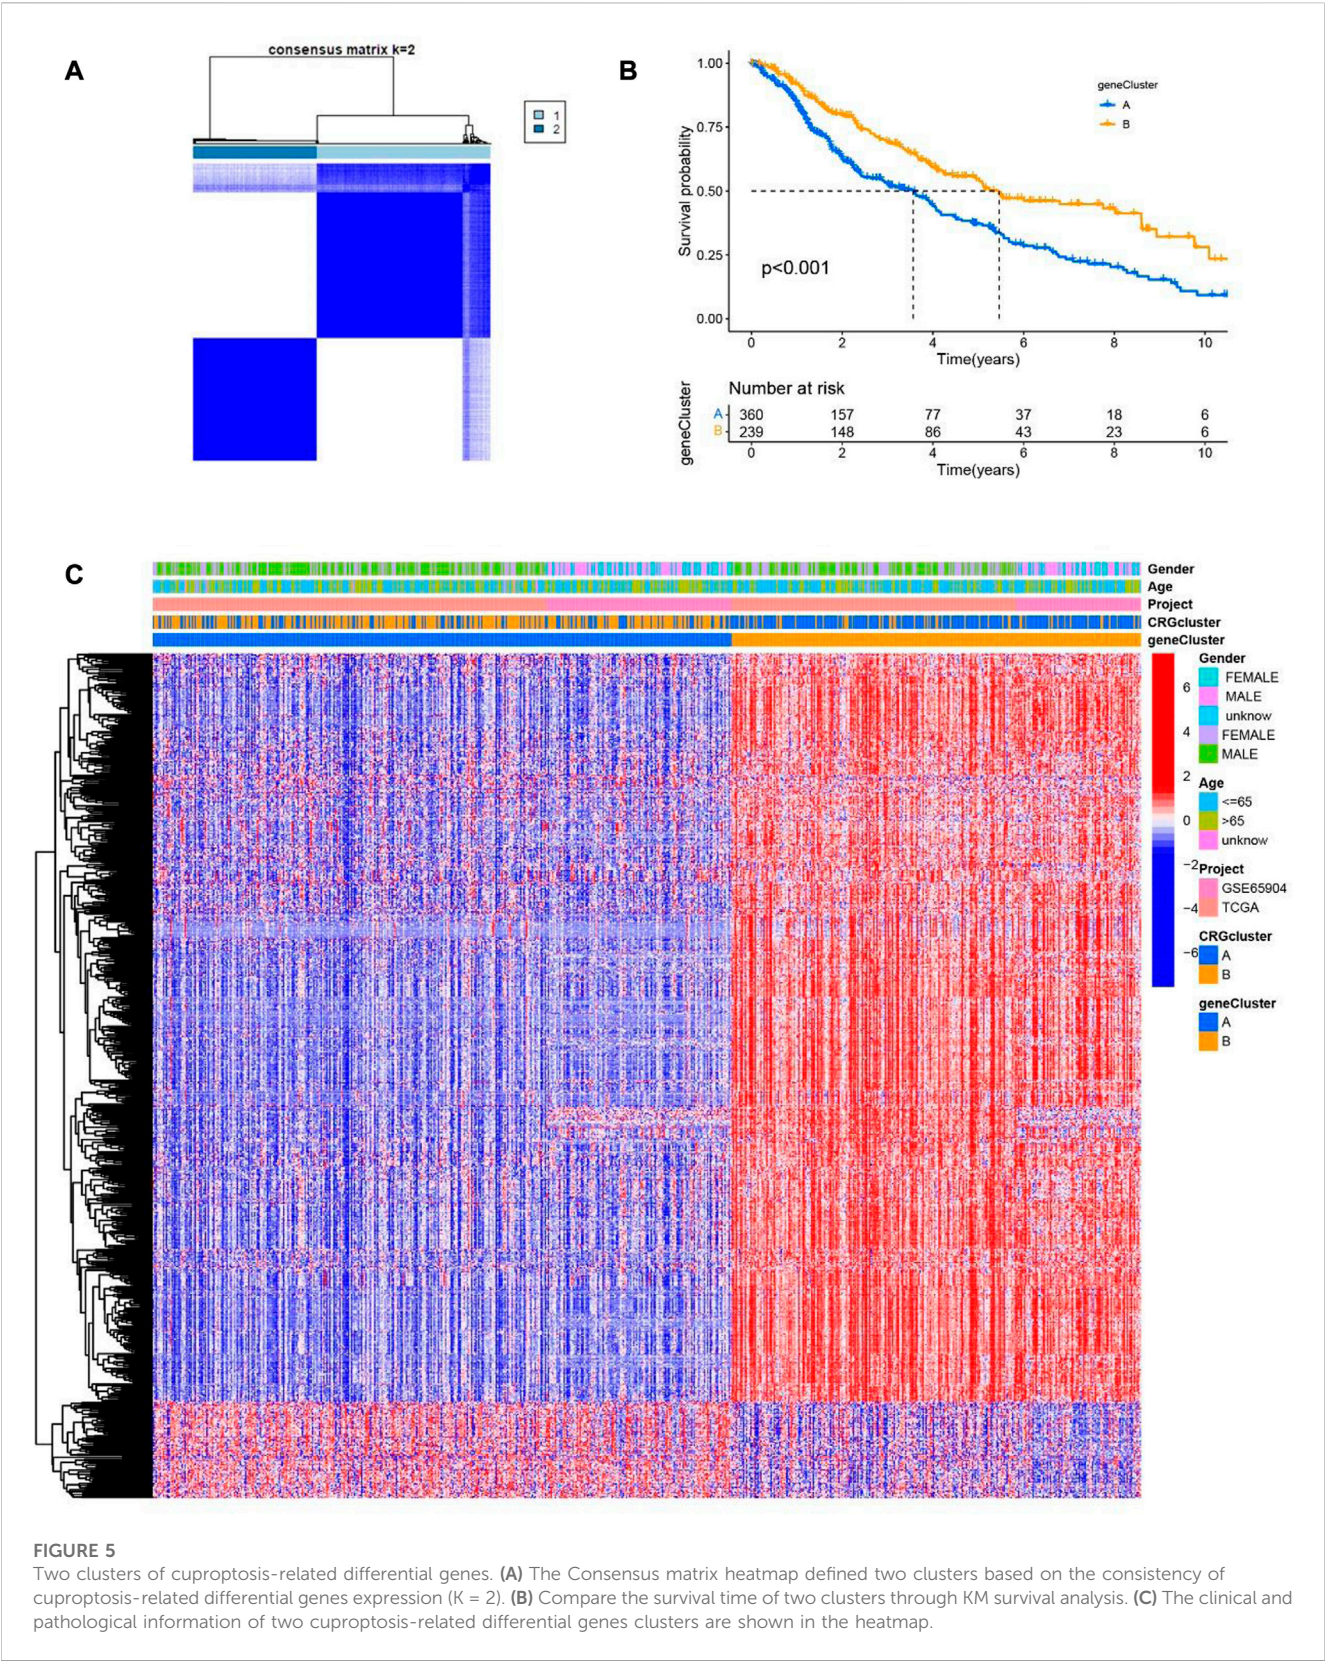 A
consensus matrix k=2
1
2
B
geneCluster
A
B
Survival probability
1.00
0.75
0.50
0.25
0.00
p<0.001
0 2 4 6 8 10
Time(years)
Number at risk
geneCluster
A 360 157 77 37 18 6
B 239 148 86 43 23 6
0 2 4 6 8 10
Time(years)
C
Gender
Age
Project
CRGcluster
geneCluster
6
4
2
0
−2
−4
−6
Gender
FEMALE
MALE
unknow
FEMALE
MALE
Age
<=65
>65
unknow
Project
GSE65904
TCGA
CRGcluster
A
B
geneCluster
A
B
FIGURE 5
Two clusters of cuproptosis-related differential genes. (A) The Consensus matrix heatmap defined two clusters based on the consistency of
cuproptosis-related differential genes expression (K = 2). (B) Compare the survival time of two clusters through KM survival analysis. (C) The clinical and
pathological information of two cuproptosis-related differential genes clusters are shown in the heatmap.